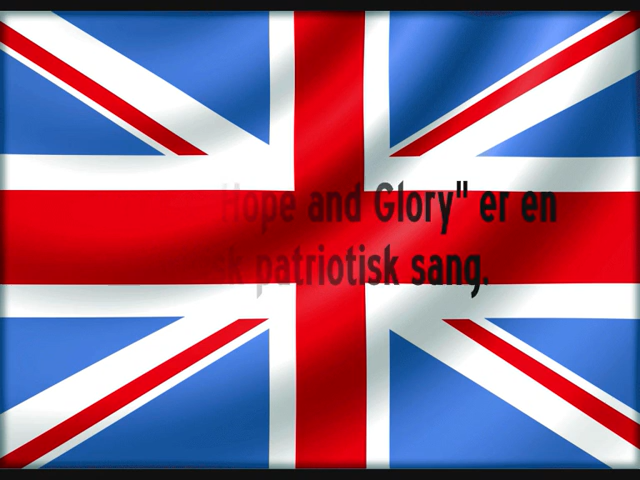 Hope and Glory" er en
patriotisk sang.